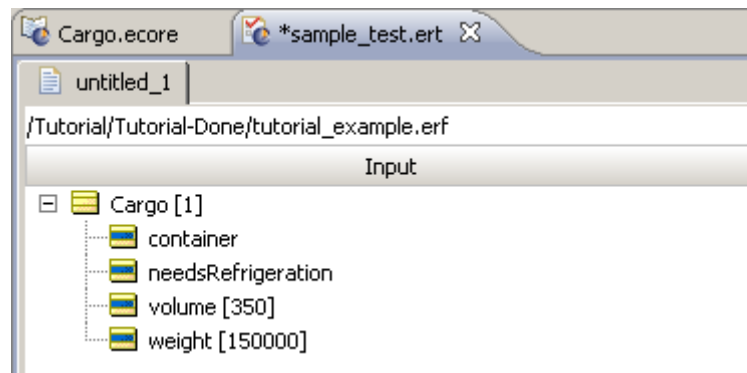 Cargo.ecore *sample_test.ert
untitled_1
/Tutorial/Tutorial-Done/tutorial_example.erf
Input
Cargo [1]
container
needsRefrigeration
volume [350]
weight [150000]